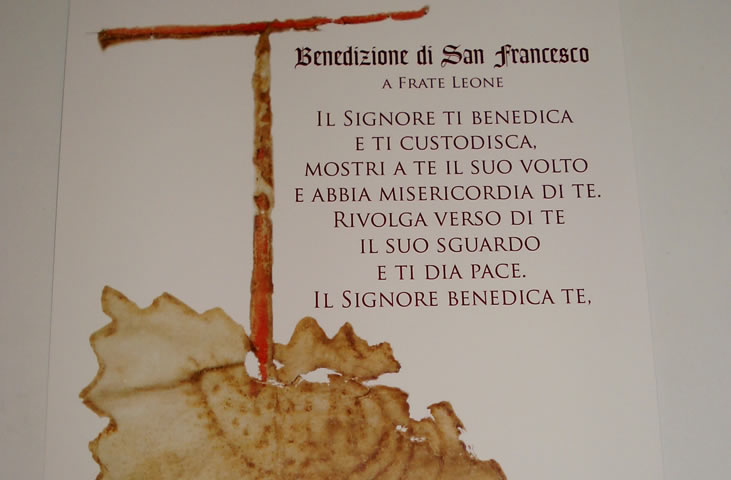 Benedizione di San Francesco
a Frate Leone
Il Signore ti benedica
e ti custodisca,
mostri a te il suo volto
e abbia misericordia di te.
Rivolga verso di te
il suo sguardo
e ti dia pace.
Il Signore benedica te,